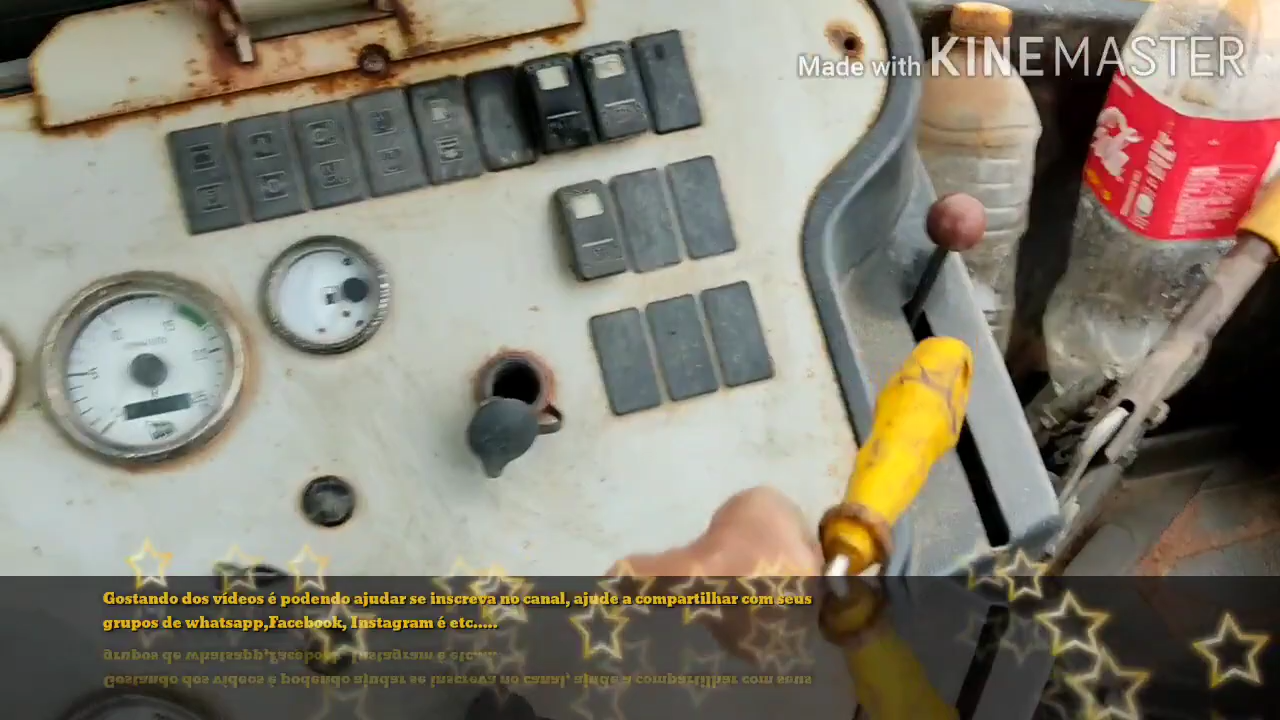 Made with KINEMASTER
Gostando dos vídeos é podendo ajudar se inscreva no canal, ajude a compartilhar com seus
grupos de whatsapp,Facebook, Instagram é etc.....